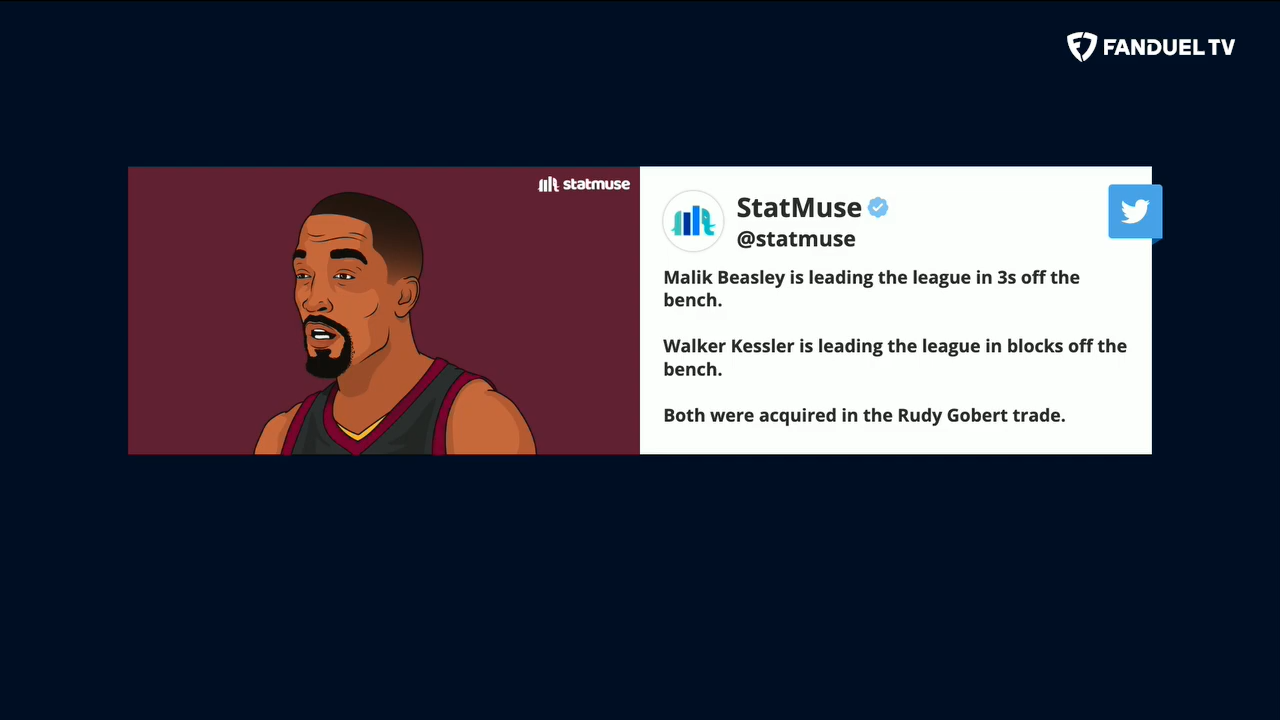 FANDUEL TV
statmuse
StatMuse
@statmuse
Malik Beasley is leading the league in 3s off the
bench.
Walker Kessler is leading the league in blocks off the
bench.
Both were acquired in the Rudy Gobert trade.